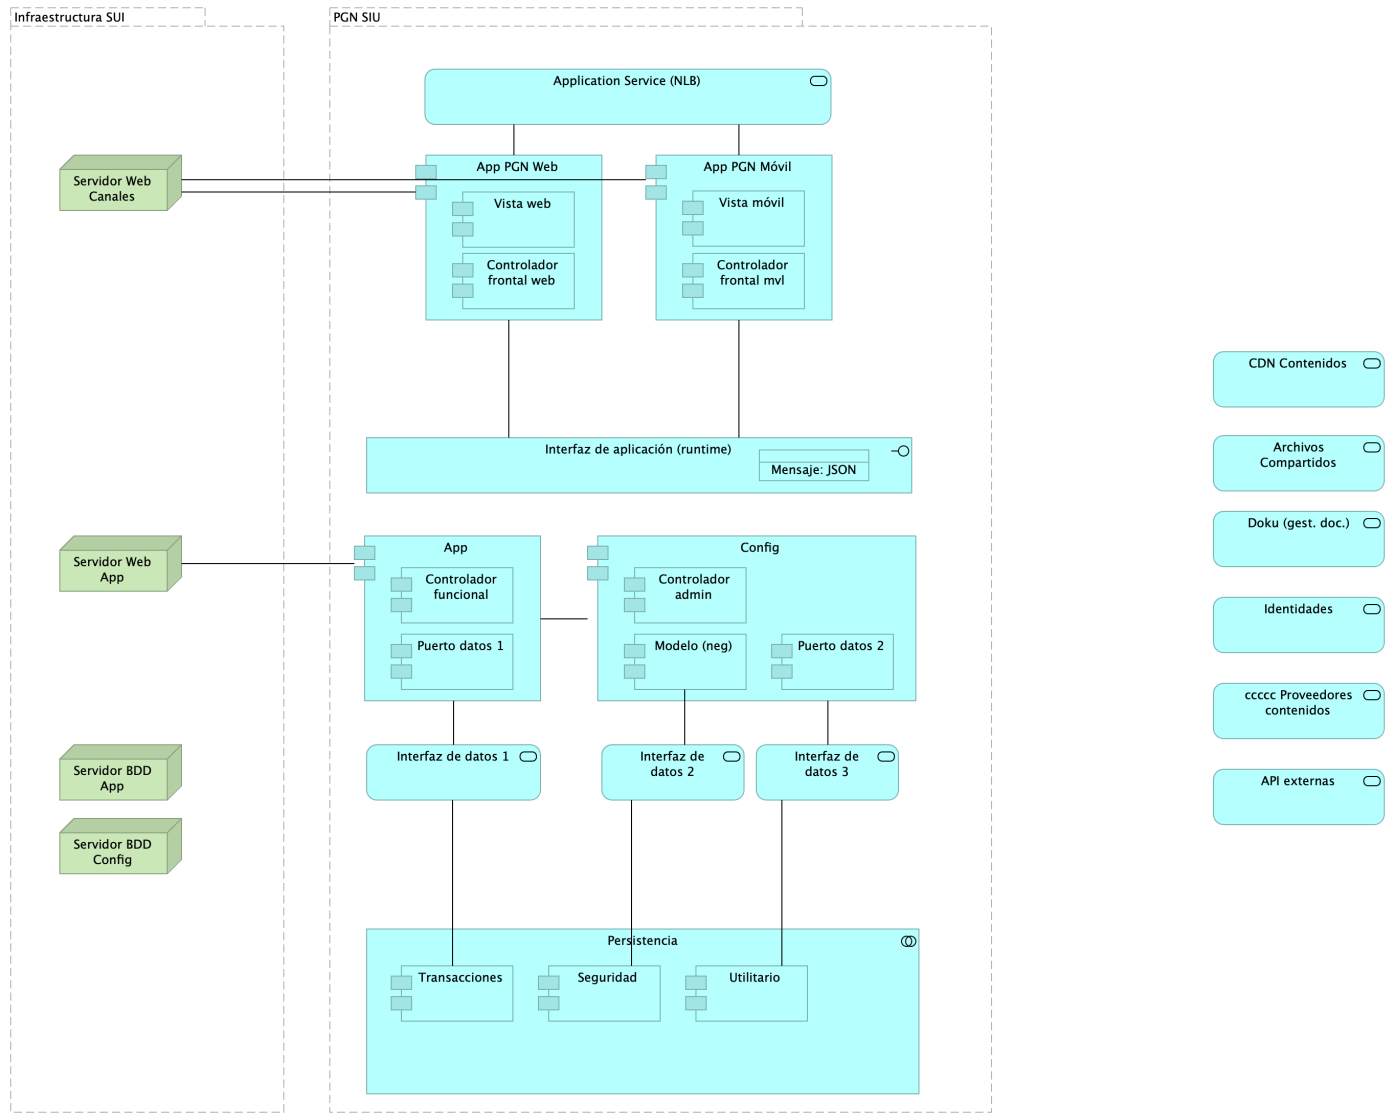 Infraestructura SUI
PGN SIU
Application Service (NLB)
Servidor Web
Canales
App PGN Web
Vista web
Controlador
frontal web
App PGN Móvil
Vista móvil
Controlador
frontal mvl
Interfaz de aplicación (runtime)
Mensaje: JSON
Servidor Web
App
App
Controlador
funcional
Puerto datos 1
Config
Controlador
admin
Modelo (neg)
Puerto datos 2
Servidor BDD
App
Servidor BDD
Config
Interfaz de datos 1
Interfaz de
datos 2
Interfaz de
datos 3
Persistencia
Transacciones
Seguridad
Utilitario
CDN Contenidos
Archivos
Compartidos
Doku (gest. doc.)
Identidades
ccccc Proveedores
contenidos
API externas